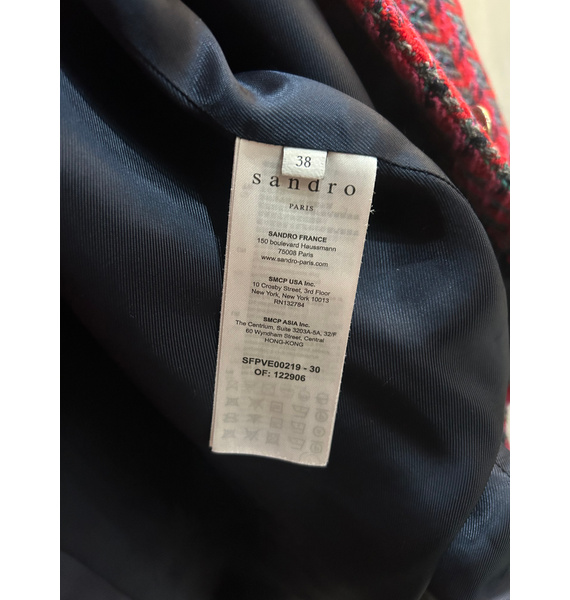 38
sandro
PARIS
SANDRO FRANCE
150 boulevard Haussmann
75008 Paris
www.sandro-paris.com
SMCP USA Inc.
10 Crosby Street, 3rd Floor
New York, New York 10013
RN132784
SMCP ASIA Inc.
The Centrium, Suite 3203A-5A, 32/F
60 Wyndham Street, Central
HONG-KONG
SFPVE00219 - 30
OF: 122906